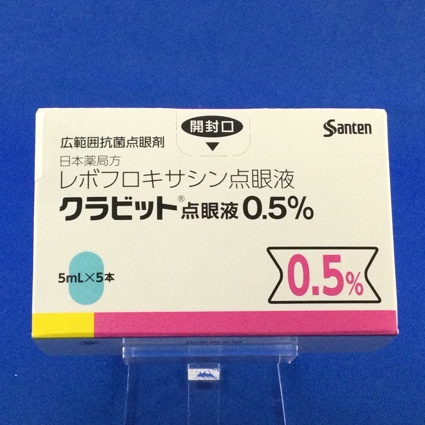 開封口
Santen
広範囲抗菌点眼剤
日本薬局方
レボフロキサシン点眼液
クラビット®点眼液0.5%
5mL×5本
0.5%